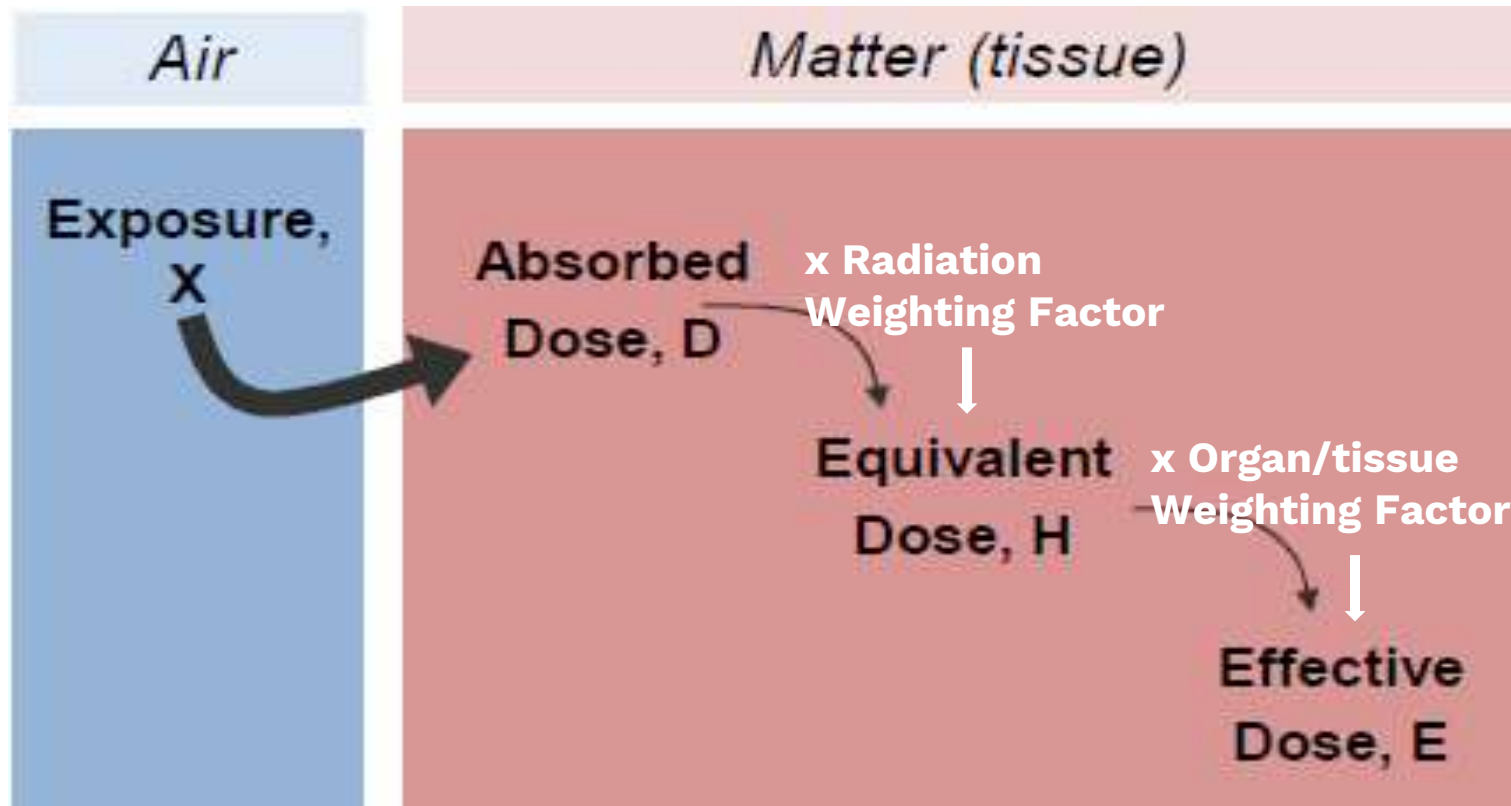 Air
Matter (tissue)
Exposure,
X
Absorbed
Dose, D
x Radiation
Weighting Factor
Equivalent
Dose, H
x Organ/tissue
Weighting Factor
Effective
Dose, E